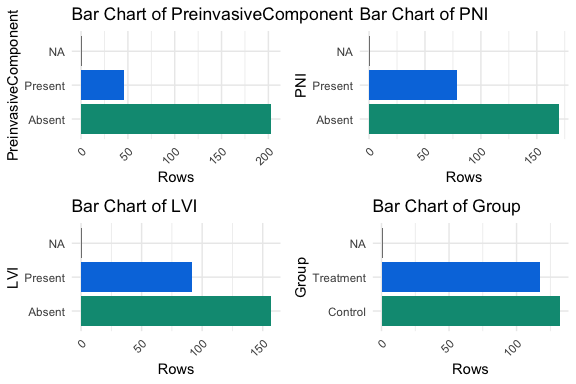 Bar Chart of PreinvasiveComponent
PreinvasiveComponent
NA
Present
Absent
0
50
100
150
200
Rows
Bar Chart of PNI
PNI
NA
Present
Absent
0
50
100
150
Rows
Bar Chart of LVI
LVI
NA
Present
Absent
0
50
100
150
Rows
Bar Chart of Group
Group
NA
Treatment
Control
0
50
100
Rows